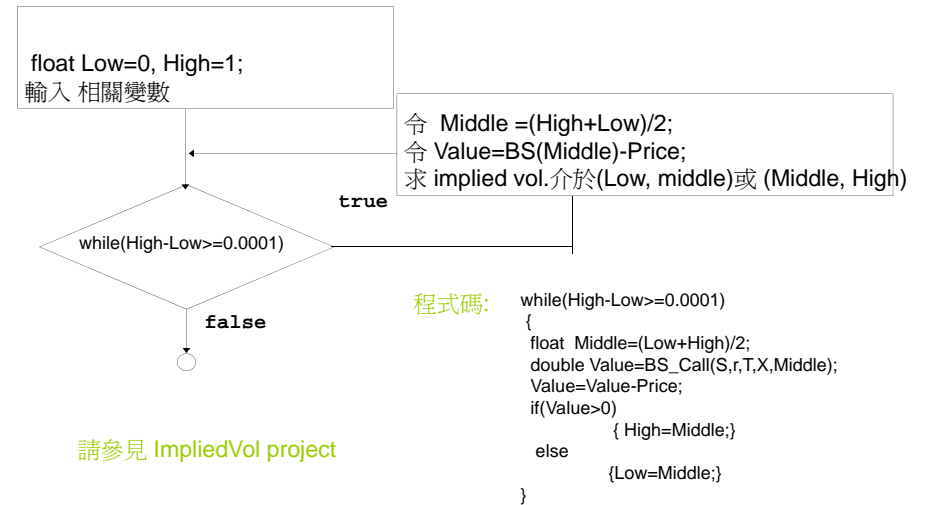 float Low=0, High=1;
輸入 相關變數
令 Middle =(High+Low)/2;
令 Value=BS(Middle)-Price;
求 implied vol.介於(Low, middle)或 (Middle, High)
true
while(High-Low>=0.0001)
false
程式碼:
while(High-Low>=0.0001)
{
float Middle=(Low+High)/2;
double Value=BS_Call(S,r,T,X,Middle);
Value=Value-Price;
if(Value>0)
{ High=Middle;}
else
{Low=Middle;}
}
請參見 ImpliedVol project